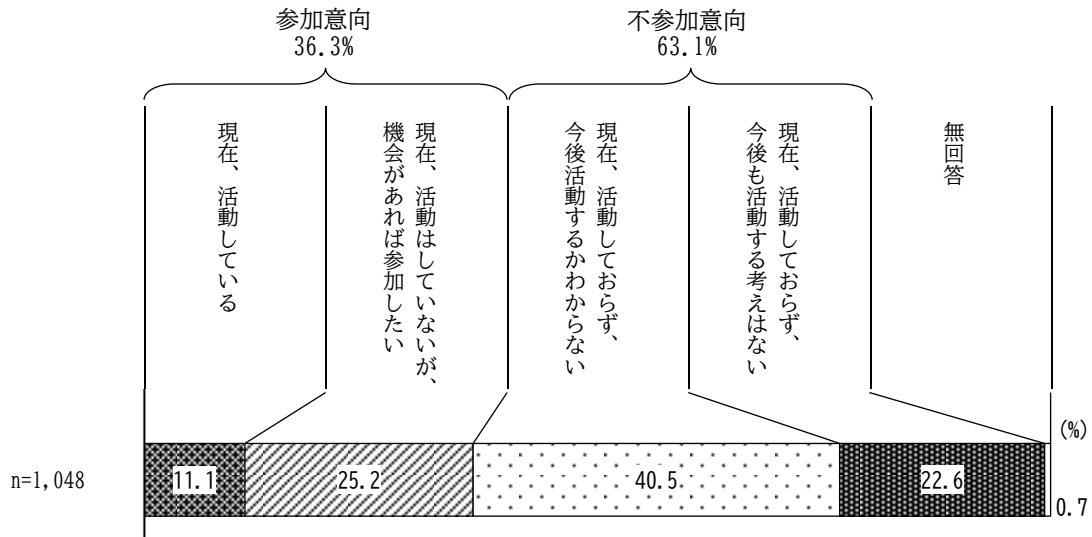 参加意向
36.3%
不参加意向
63.1%
現在、活動している
現在、活動はしていないが、
機会があれば参加したい
現在、活動しておらず、
今後活動するかわからない
現在、活動しておらず、
今後も活動する考えはない
無回答
(%)
n=1,048
11.1
25.2
40.5
22.6
0.7